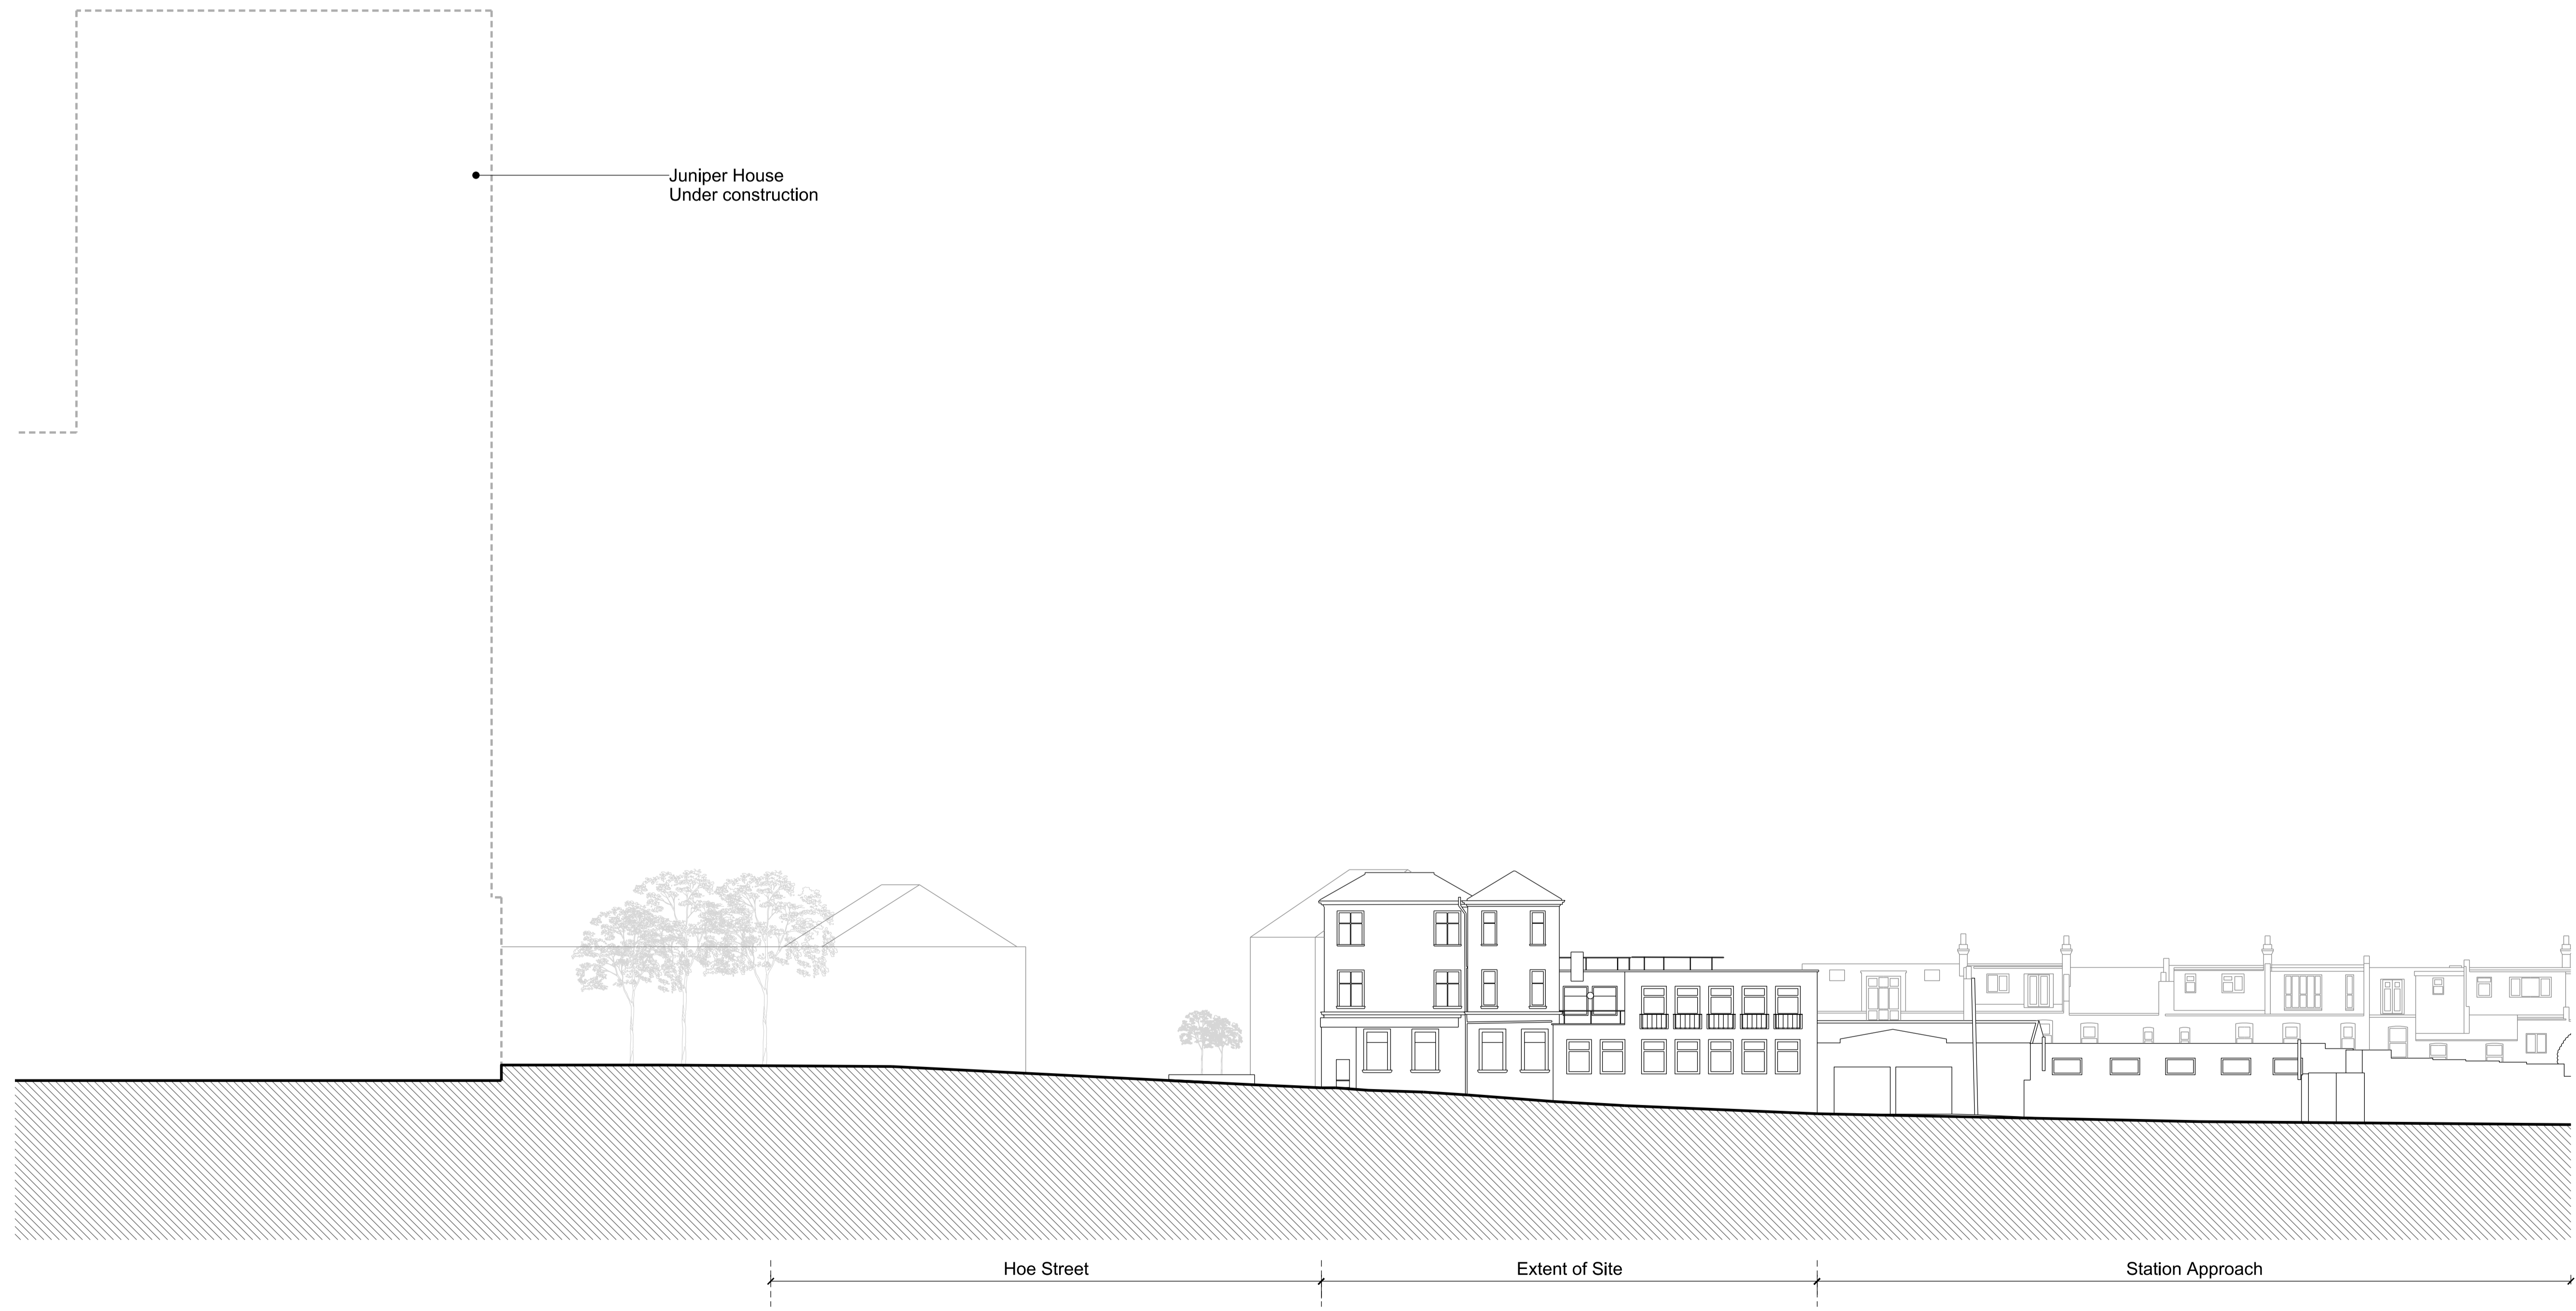 Juniper House
Under construction
Hoe Street
Extent of Site
Station Approach